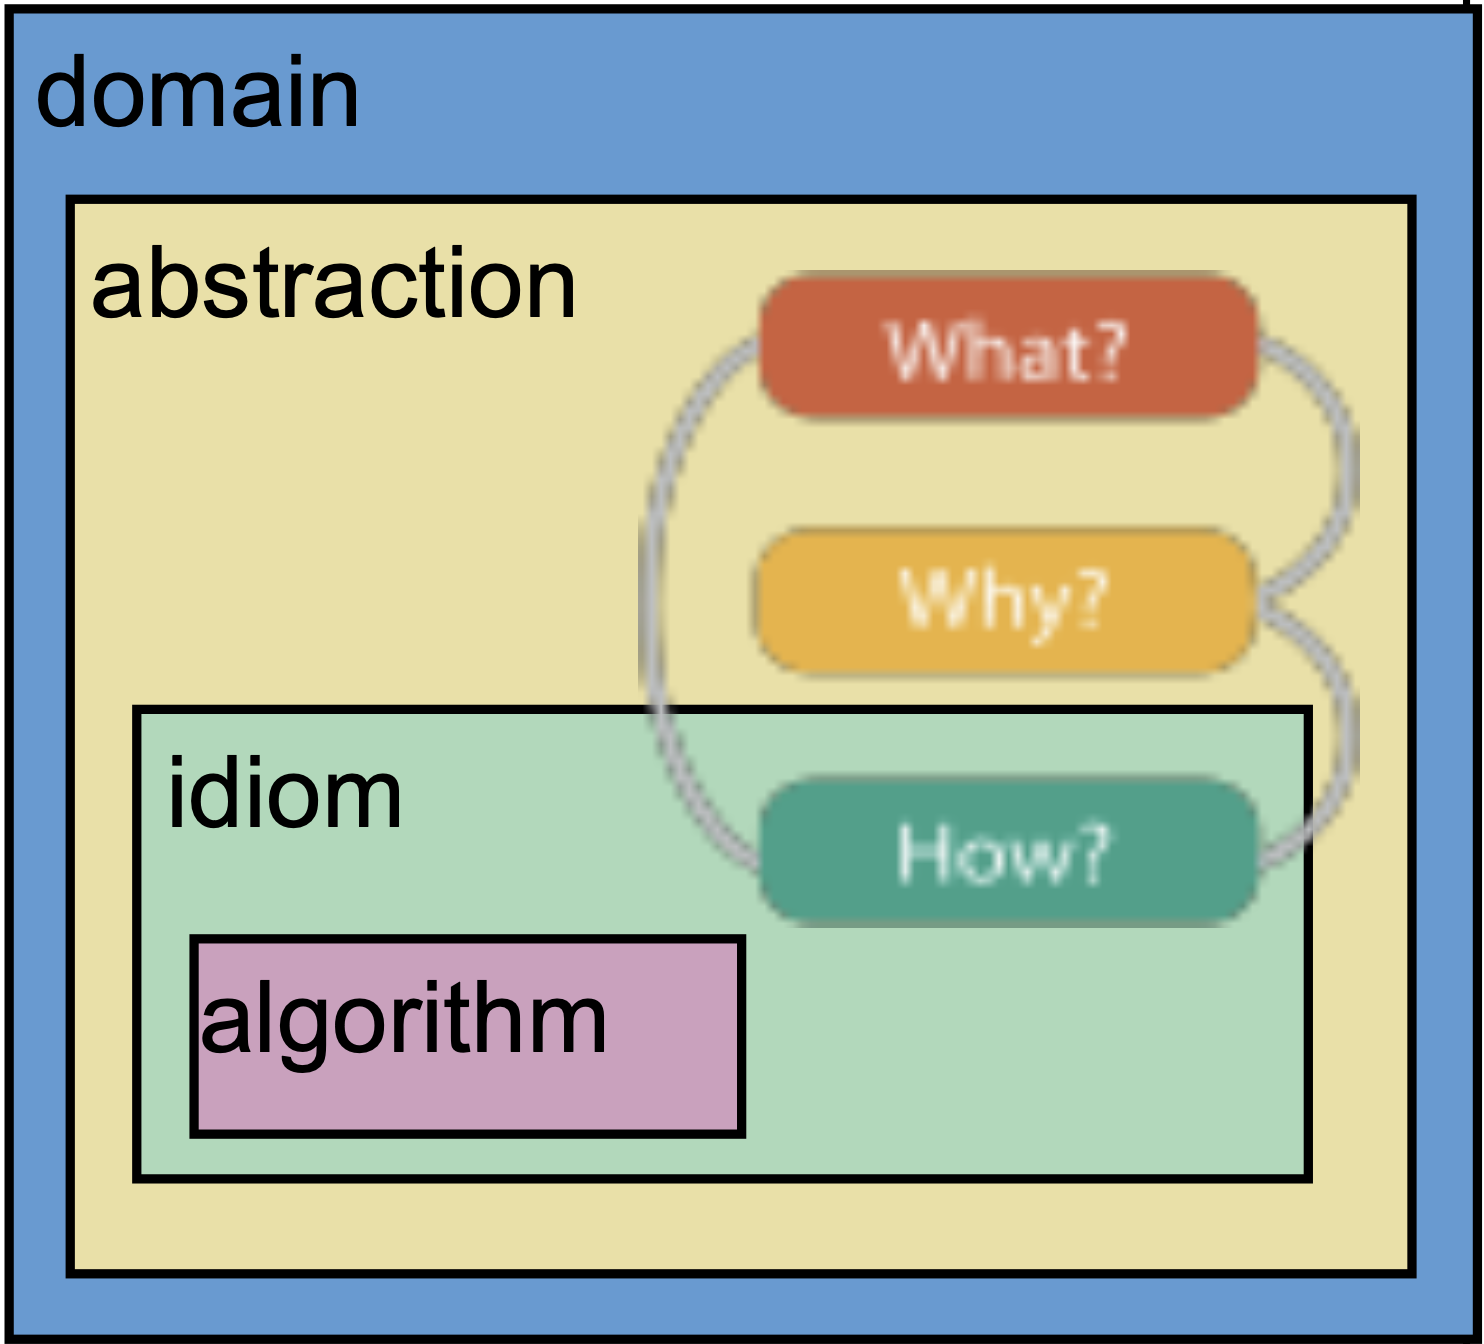 domain
abstraction
What?
Why?
idiom
How?
algorithm